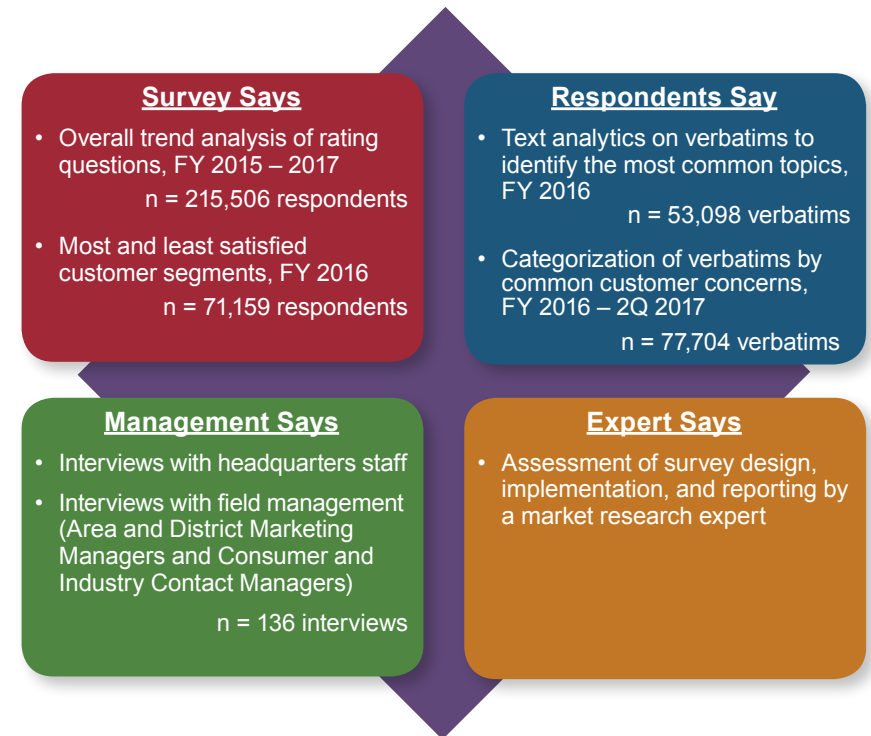 Survey Says
• Overall trend analysis of rating
questions, FY 2015 – 2017
n = 215,506 respondents
• Most and least satisfied
customer segments, FY 2016
n = 71,159 respondents
Respondents Say
• Text analytics on verbatims to
identify the most common topics,
FY 2016
n = 53,098 verbatims
• Categorization of verbatims by
common customer concerns,
FY 2016 – 2Q 2017
n = 77,704 verbatims
Management Says
• Interviews with headquarters staff
• Interviews with field management
(Area and District Marketing
Managers and Consumer and
Industry Contact Managers)
n = 136 interviews
Expert Says
• Assessment of survey design,
implementation, and reporting by
a market research expert